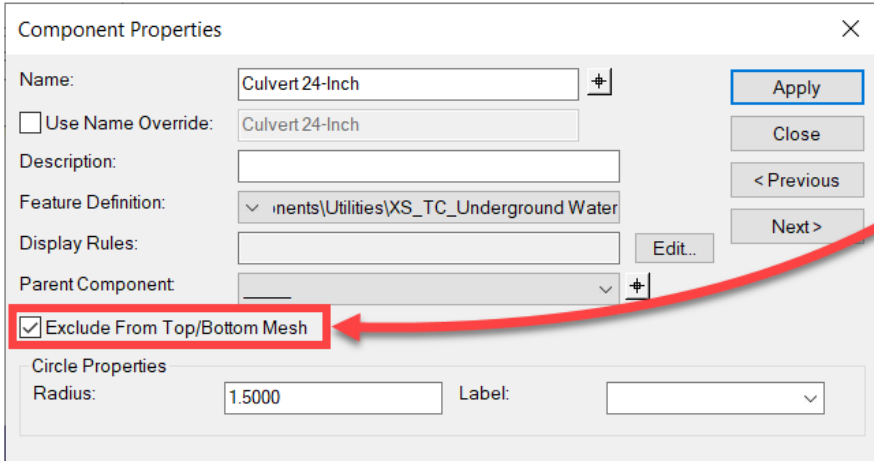 Component Properties
Name: Culvert 24-Inch Apply
Use Name Override: Culvert 24-Inch Close
Description: < Previous
Feature Definition: ınents\Utilities\XS_TC_Underground Water Next >
Display Rules: Edit...
Parent Component:
Exclude From Top/Bottom Mesh
Circle Properties
Radius: 1.5000 Label: